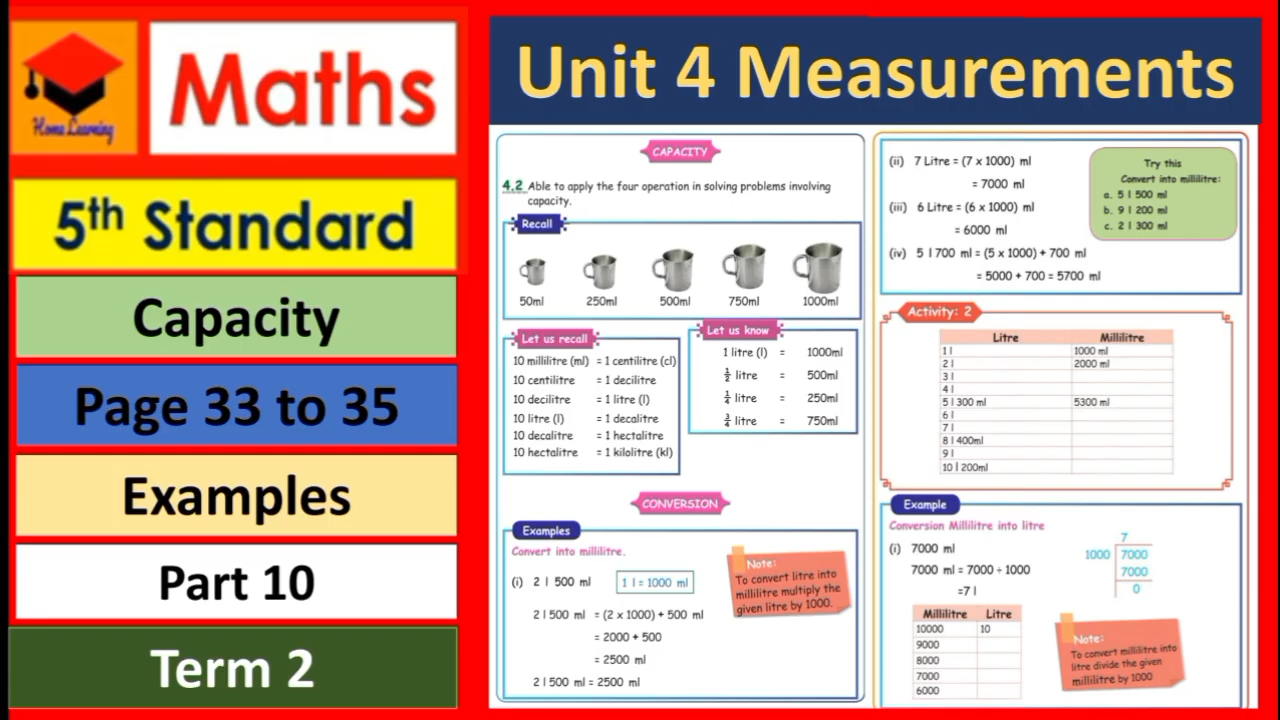 Home Learning
Maths
5th Standard
Capacity
Page 33 to 35
Examples
Part 10
Term 2
Unit 4 Measurements
CAPACITY
4.2 Able to apply the four operation in solving problems involving
capacity.
Recall
50ml 250ml 500ml 750ml 1000ml
Let us recall
10 millilitre (ml) = 1 centilitre (cl)
10 centilitre = 1 decilitre
10 decilitre = 1 litre (l)
10 litre (l) = 1 decalitre
10 decalitre = 1 hectalitre
10 hectalitre = 1 kilolitre (kl)
Let us know
1 litre (l) = 1000ml
1/2 litre = 500ml
1/4 litre = 250ml
3/4 litre = 750ml
CONVERSION
Examples
Convert into millilitre.
(i) 2 l 500 ml
1 l = 1000 ml
2 l 500 ml = (2 x 1000) + 500 ml
= 2000 + 500
= 2500 ml
2 l 500 ml = 2500 ml
Note:
To convert litre into
millilitre multiply the
given litre by 1000.
(ii) 7 Litre = (7 x 1000) ml
= 7000 ml
(iii) 6 Litre = (6 x 1000) ml
= 6000 ml
(iv) 5 l 700 ml = (5 x 1000) + 700 ml
= 5000 + 700 = 5700 ml
Try this
Convert into millilitre:
a. 5 l 500 ml
b. 9 l 200 ml
c. 2 l 300 ml
Activity: 2
Litre Millilitre
1 l 1000 ml
2 l 2000 ml
3 l
4 l
5 l 300 ml 5300 ml
6 l
7 l
8 l 400ml
9 l
10 l 200ml
Example
Conversion Millilitre into litre
(i) 7000 ml
7000 ml = 7000 ÷ 1000
=7 l
7
1000 7000
7000
0
Millilitre Litre
10000 10
9000
8000
7000
6000
Note:
To convert millilitre into
litre divide the given
millilitre by 1000